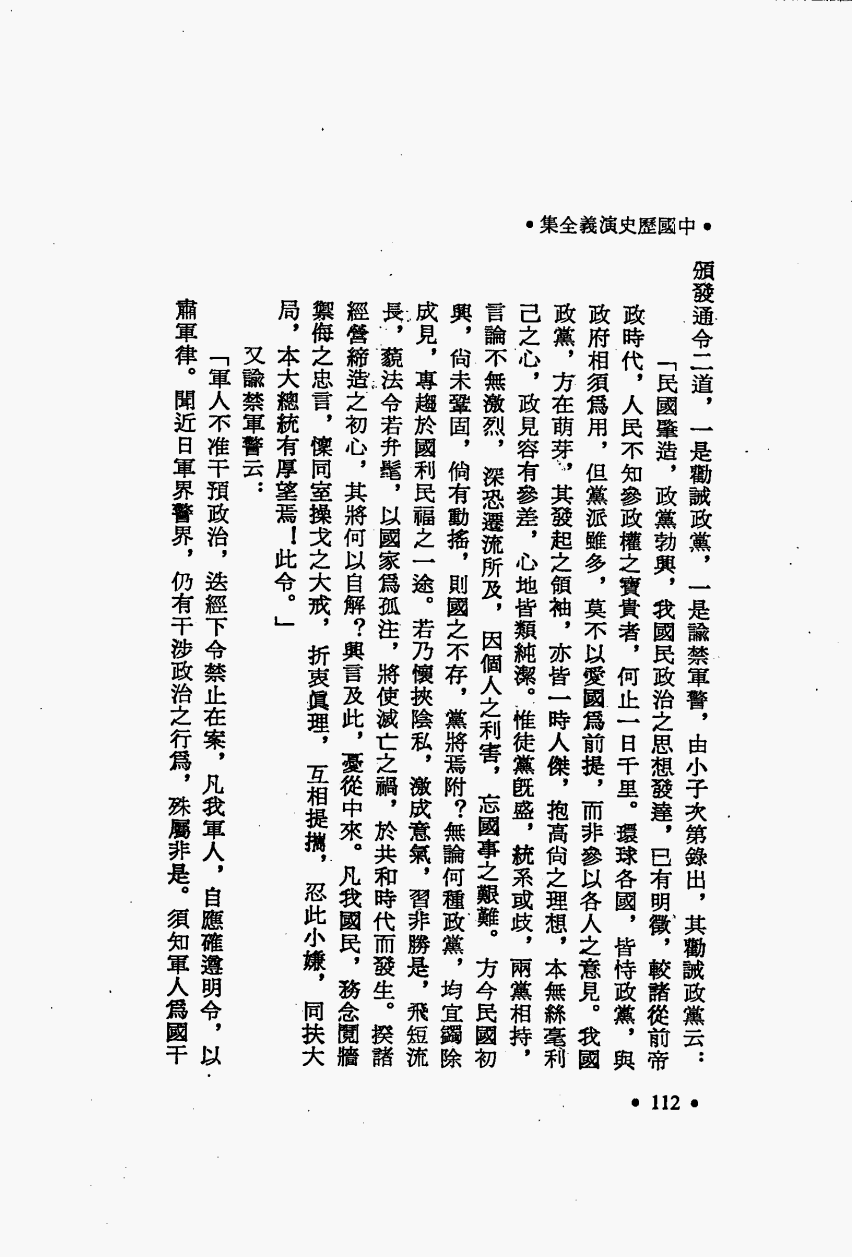 •中國歷史演義全集•
頒發通令二道，一是勸誡政黨，一是諭禁軍警，由小子次第錄出，其勸誡政黨云：
「民國肇造，政黨勃興，我國民政治之思想發達，已有明徵，較諸從前帝
政時代，人民不知參政權之寶貴者，何止一日千里。環球各國，皆恃政黨，與
政府相須爲用，但黨派雖多，莫不以愛國爲前提，而非參以各人之意見。我國
政黨，方在萌芽，其發起之領袖，亦皆一時人傑，抱高尚之理想，本無絲毫利
己之心，政見容有參差，心地皆類純潔。惟徒黨既盛，統系或歧，兩黨相持，
言論不無激烈，深恐遷流所及，因個人之利害，忘國事之艱難。方今民國初
興，尚未鞏固，倘有動搖，則國之不存，黨將焉附？無論何種政黨，均宜蠲除
成見，專趨於國利民福之一途。若乃懷挾陰私，激成意氣，習非勝是，飛短流
長，藐法令若弁髦，以國家爲孤注，將使滅亡之禍，於共和時代而發生。揆諸
經營締造之初心，其將何以自解？興言及此，憂從中來。凡我國民，務念鬩牆
禦侮之忠言，懍同室操戈之大戒，折衷眞理，互相提攜，忍此小嫌，同扶大
局，本大總統有厚望焉！此令。」
又諭禁軍警云：
「軍人不准干預政治，迭經下令禁止在案，凡我軍人，自應確遵明令，以
肅軍律。聞近日軍界警界，仍有干涉政治之行爲，殊屬非是。須知軍人爲國干
•112•